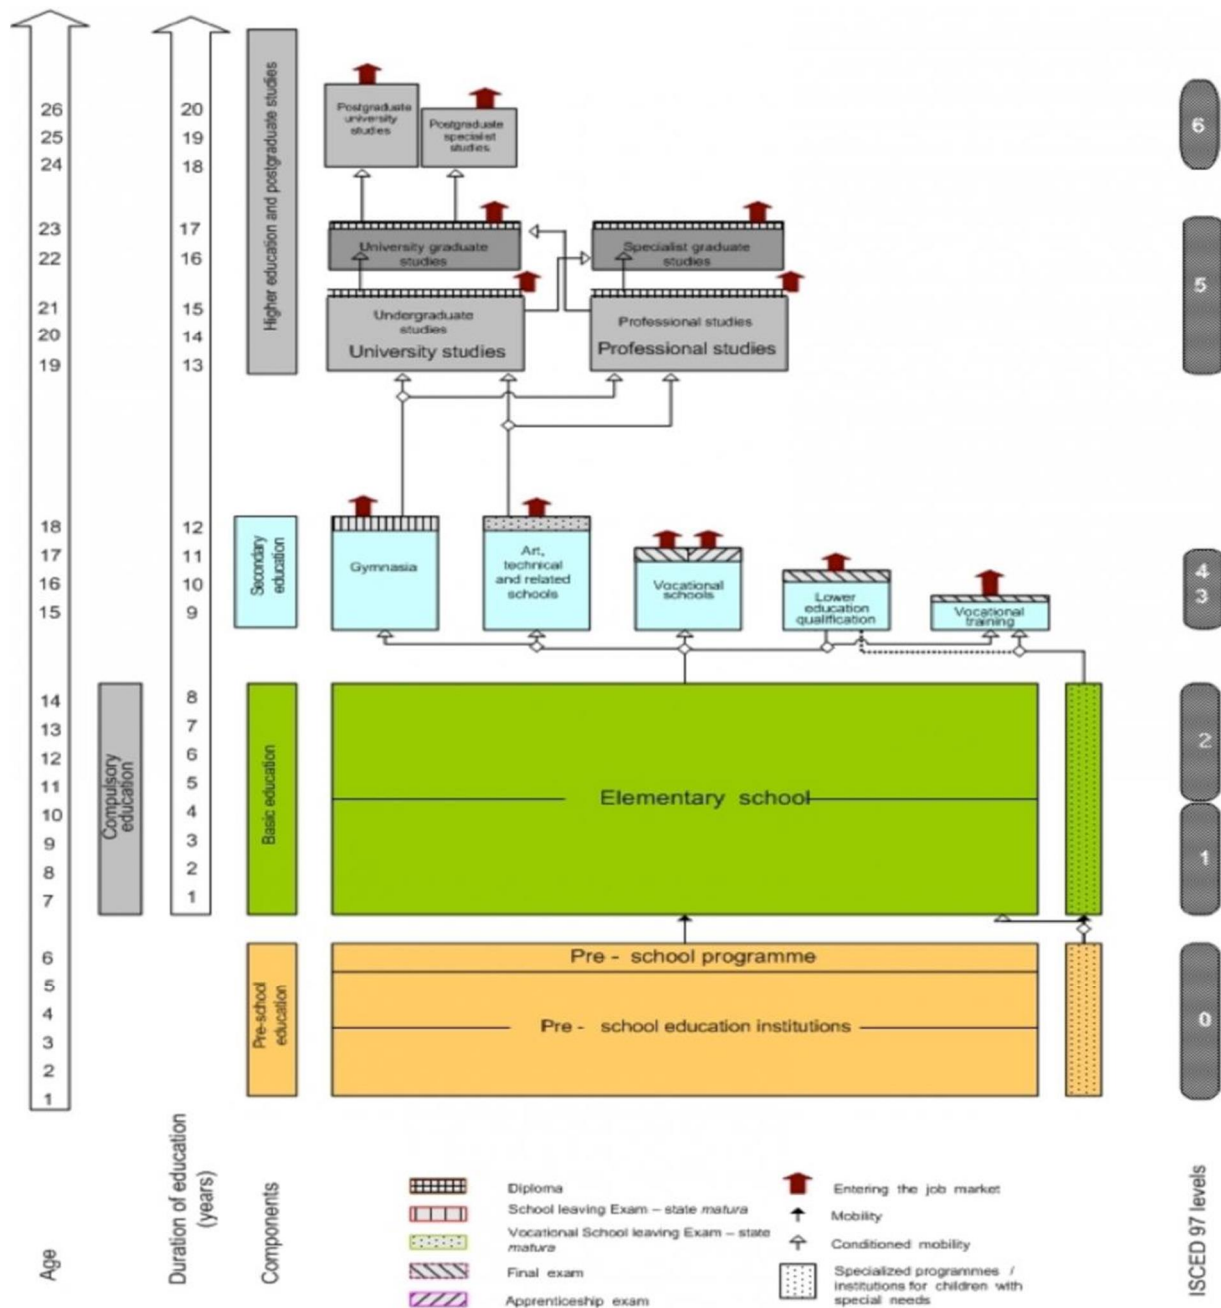 26
25
24
23
22
21
20
19
18
17
16
15
14
13
12
11
10
9
8
7
6
5
4
3
2
1
Age
Compulsory
education
20
19
18
17
16
15
14
13
12
11
10
9
8
7
6
5
4
3
2
1
Duration of education
(years)
Higher education and postgraduate studies
Secondary
education
Basic education
Pre-school
education
Components
Postgraduate
university
studies
Postgraduate
specialist
studies
University graduate
studies
Specialist graduate
studies
Undergraduate
studies
University studies
Professional studies
Professional studies
Gymnasia
Art,
technical
and related
schools
Vocational
schools
Lower
education
qualification
Vocational
training
Elementary school
Pre - school programme
Pre - school education institutions
6
5
4
3
2
1
0
ISCED 97 levels
Diploma
School leaving Exam – state matura
Vocational School leaving Exam – state
matura
Final exam
Apprenticeship exam
Entering the job market
Mobility
Conditioned mobility
Specialized programmes /
institutions for children with
special needs